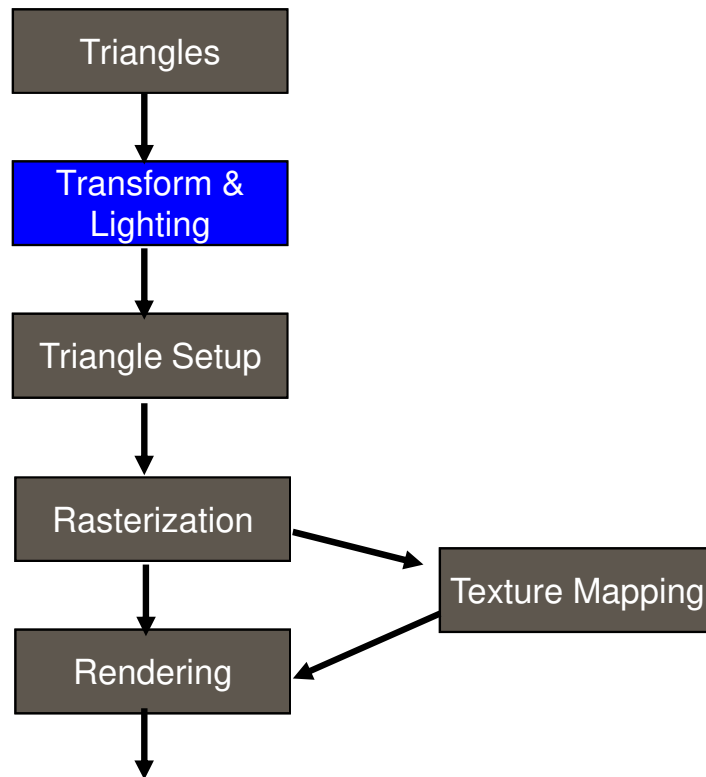 Triangles
Transform &
Lighting
Triangle Setup
Rasterization
Texture Mapping
Rendering